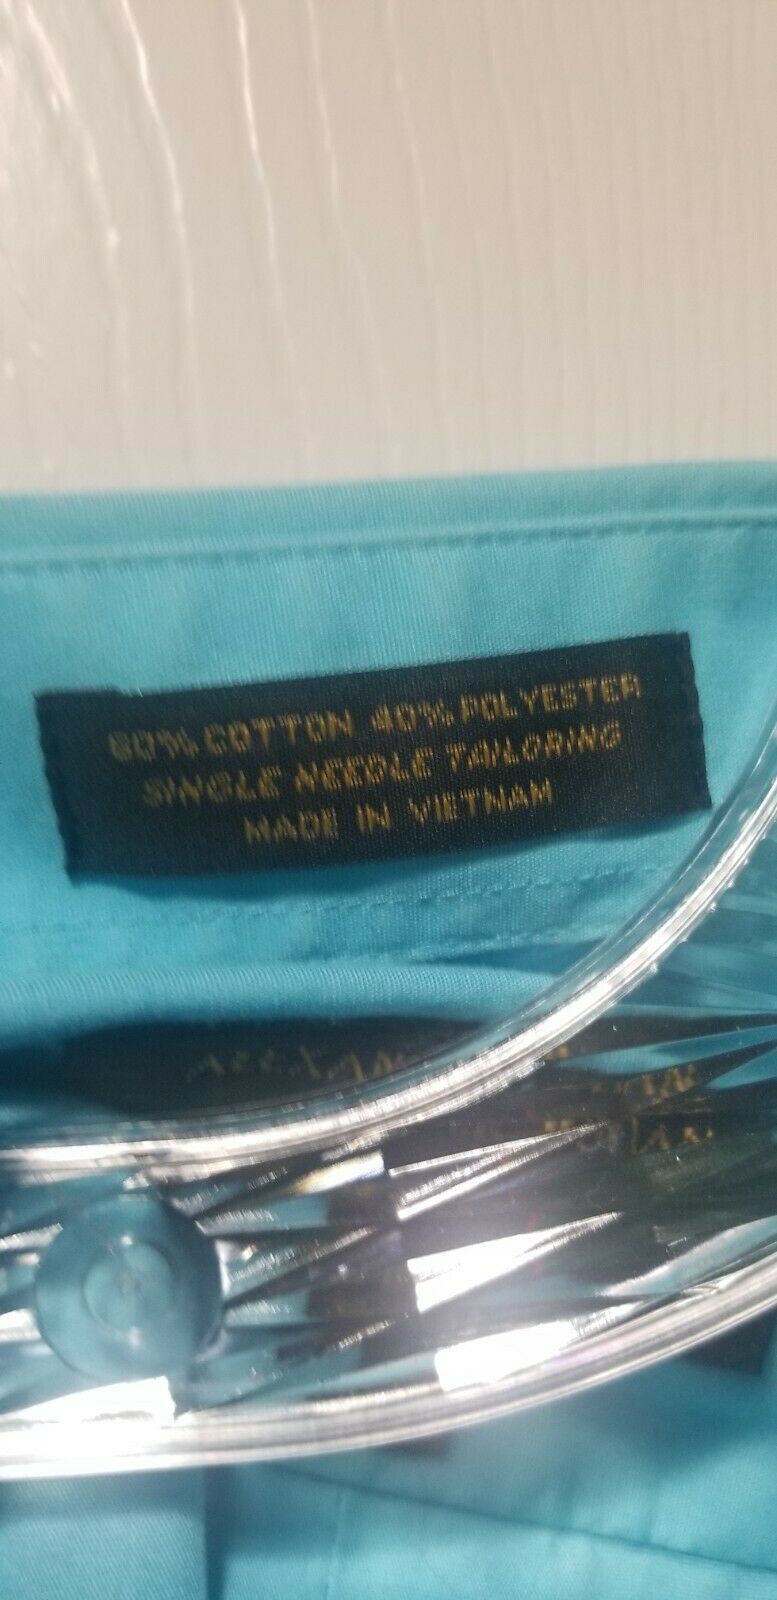 60% COTTON 40% POLYESTER
SINGLE NEEDLE TAILORING
MADE IN VIETNAM